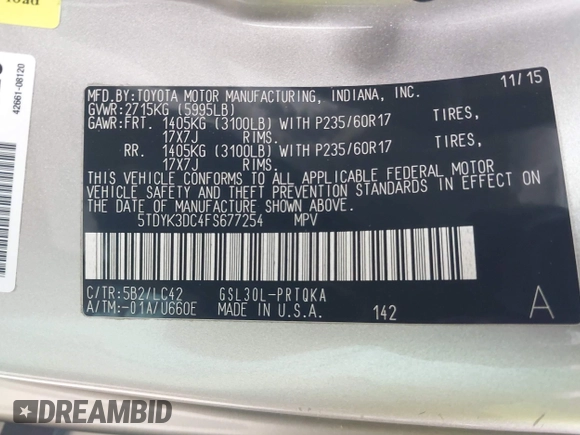 oad
42661-08120
MFD.BY:TOYOTA MOTOR MANUFACTURING, INDIANA, INC. 11/15
GVWR:2715KG (5995LB)
GAWR:FRT. 1405KG (3100LB) WITH P235/60R17 TIRES,
17X7J RIMS.
RR. 1405KG (3100LB) WITH P235/60R17 TIRES,
17X7J RIMS.
THIS VEHICLE CONFORMS TO ALL APPLICABLE FEDERAL MOTOR
VEHICLE SAFETY AND THEFT PREVENTION STANDARDS IN EFFECT ON
THE DATE OF MANUFACTURE SHOWN ABOVE.
5TDYK3DC4FS677254 MPV
C/TR:5B2/LC42 GSL30L-PRTQKA
A/TM:-01A/U660E MADE IN U.S.A. 142 A
DREAMBID